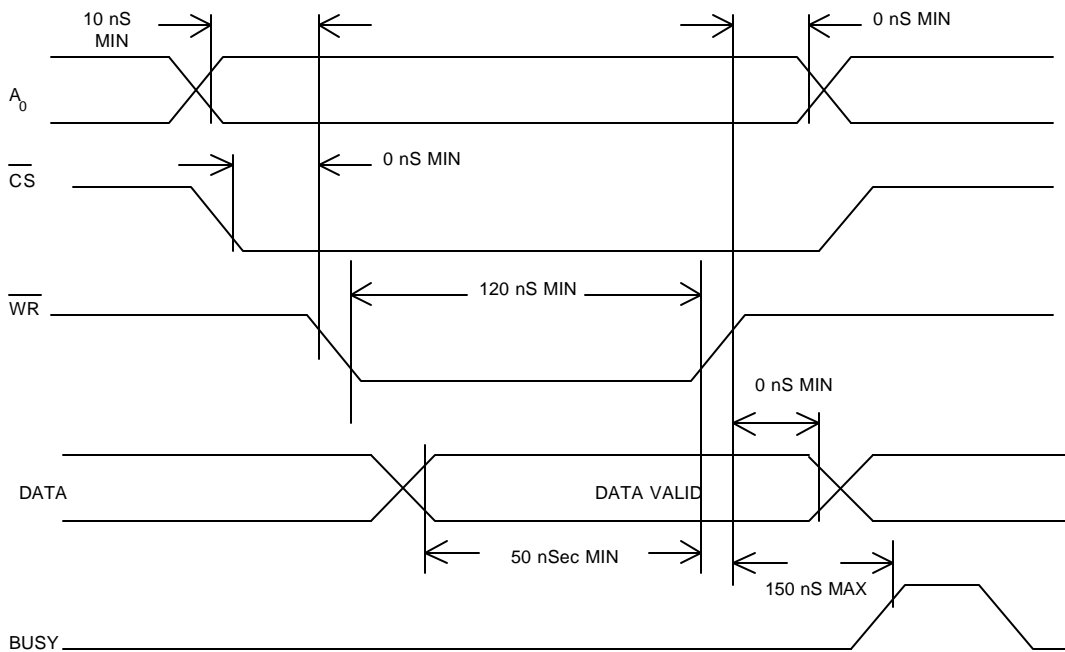 10 nS
MIN
0 nS MIN
A0
CS
0 nS MIN
WR
120 nS MIN
0 nS MIN
DATA
DATA VALID
50 nSec MIN
150 nS MAX
BUSY